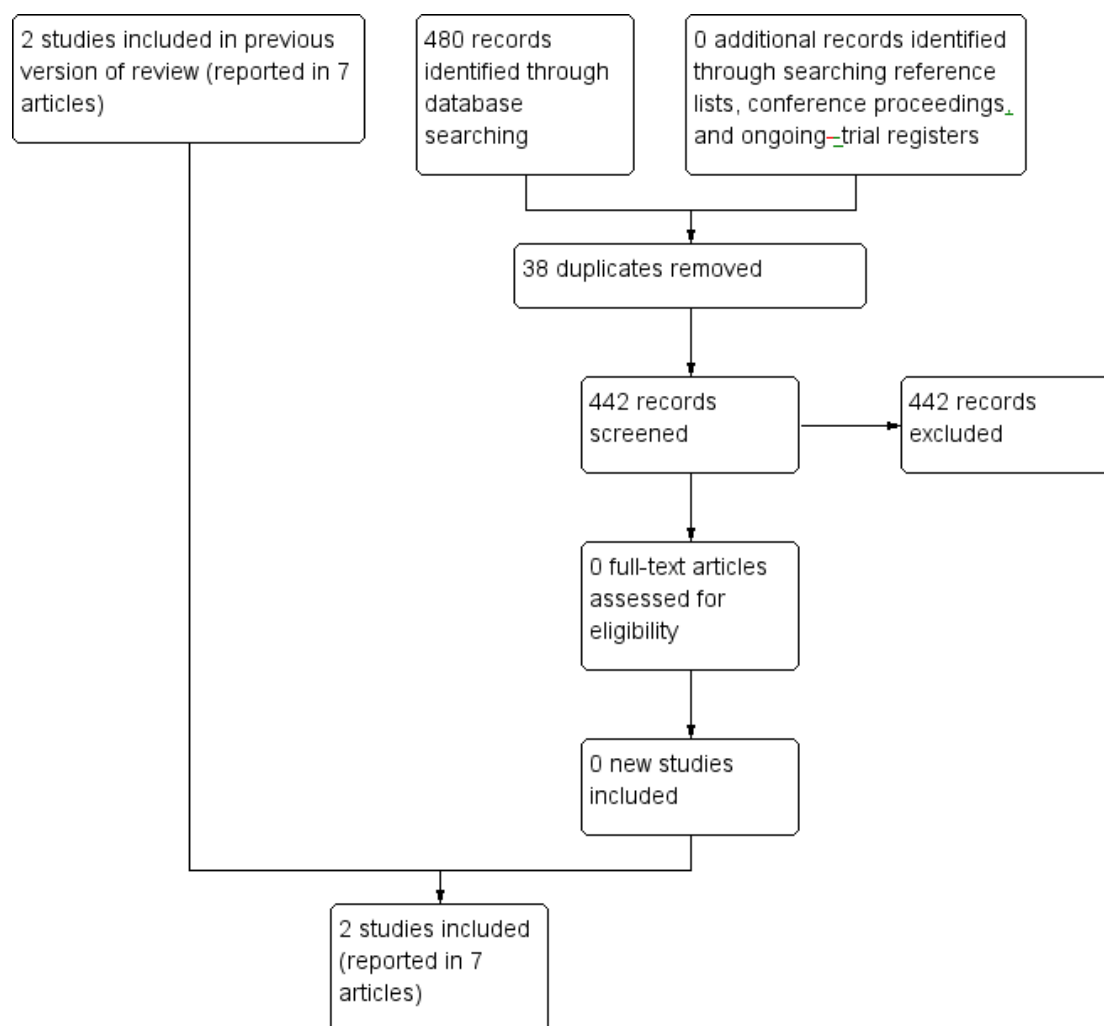 2 studies included in previous
version of review (reported in 7
articles)
480 records
identified through
database
searching
0 additional records identified
through searching reference
lists, conference proceedings,
and ongoing-–trial registers
38 duplicates removed
442 records
screened
442 records
excluded
0 full-text articles
assessed for
eligibility
0 new studies
included
2 studies included
(reported in 7
articles)